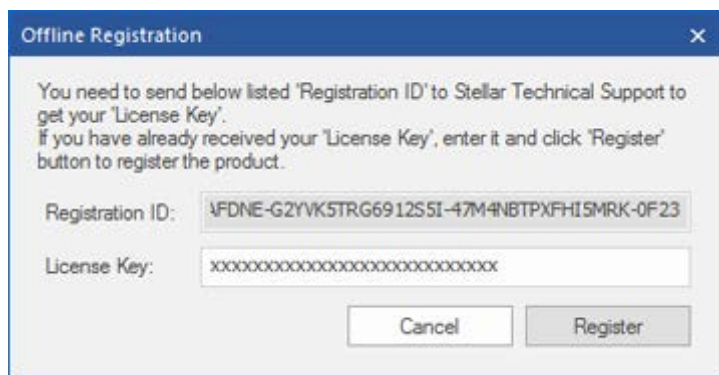 Offline Registration
You need to send below listed 'Registration ID' to Stellar Technical Support to
get your 'License Key'.
If you have already received your 'License Key', enter it and click 'Register'
button to register the product.
Registration ID: AFDNE-G2YVK5TRG6912S5I-47M4NBTPXFHI5MRK-0F23
License Key: xxxxxxxxxxxxxxxxxxxxxxxxxxx
Cancel Register